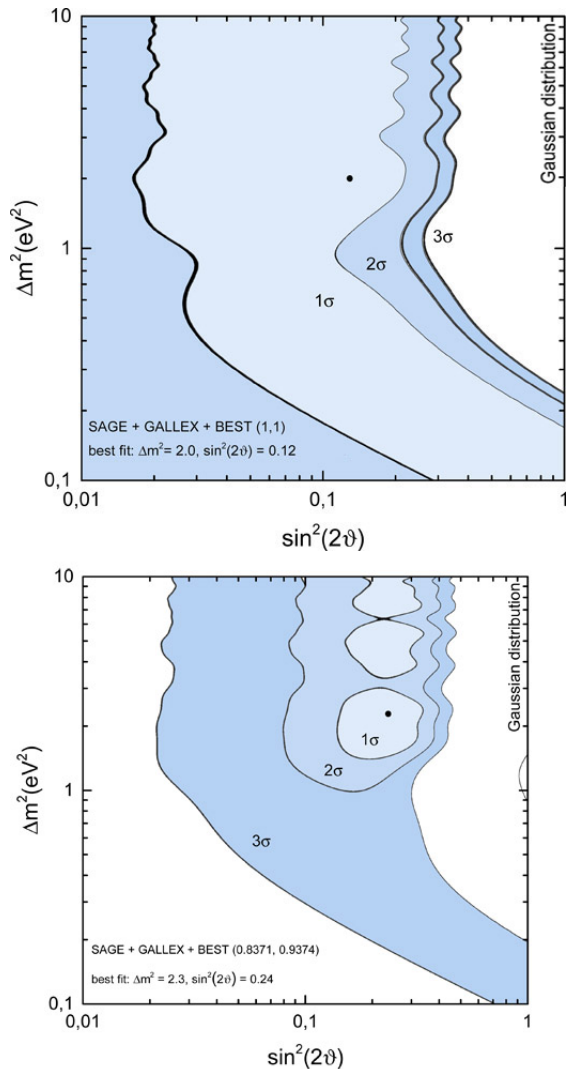 10
Gaussian distribution
3σ
Δm²(eV²)
1
2σ
1σ
SAGE + GALLEX + BEST (1,1)
best fit: Δm²= 2.0, sin²(2ϑ) = 0.12
0,1
0,01
0,1
1
sin²(2ϑ)
10
Gaussian distribution
1σ
2σ
Δm²(eV²)
1
3σ
SAGE + GALLEX + BEST (0.8371, 0.9374)
best fit: Δm² = 2.3, sin²(2ϑ) = 0.24
0,1
0,01
0,1
1
sin²(2ϑ)